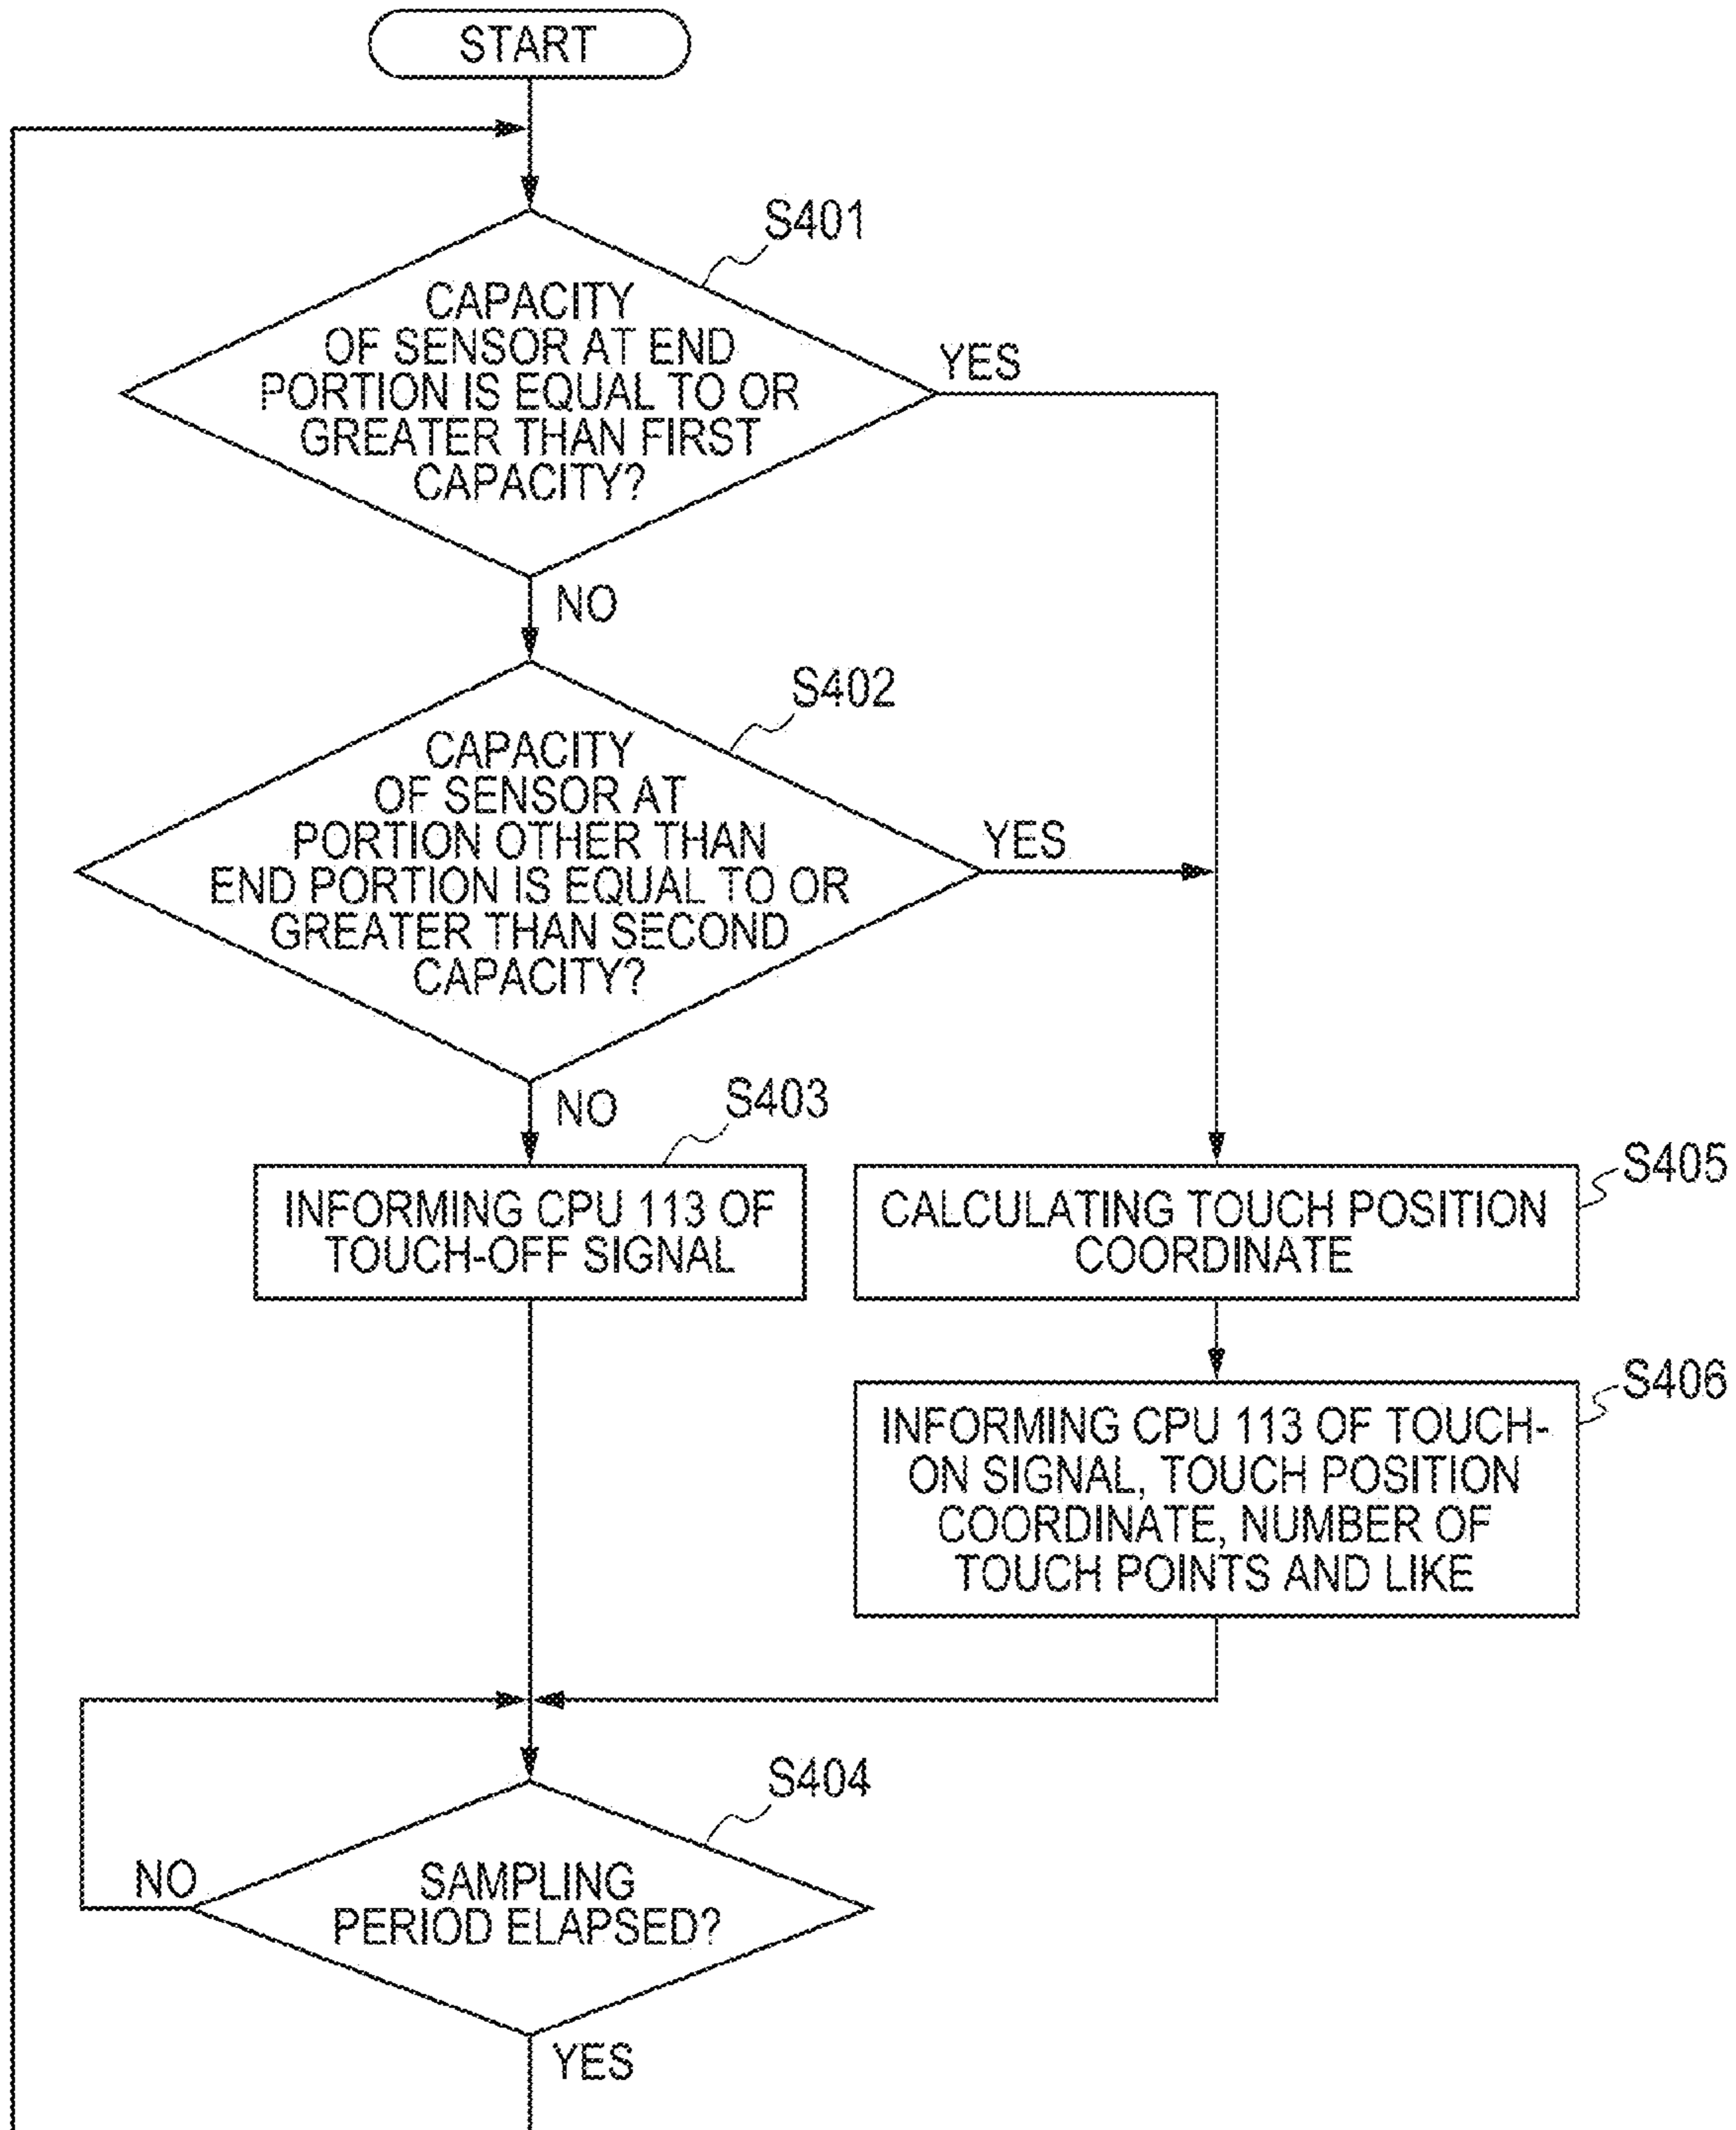 START
S401
CAPACITY
OF SENSOR AT END
PORTION IS EQUAL TO OR
GREATER THAN FIRST
CAPACITY?
YES
NO
S402
CAPACITY
OF SENSOR AT
PORTION OTHER THAN
END PORTION IS EQUAL TO OR
GREATER THAN SECOND
CAPACITY?
YES
NO
S403
INFORMING CPU 113 OF
TOUCH-OFF SIGNAL
S405
CALCULATING TOUCH POSITION
COORDINATE
S406
INFORMING CPU 113 OF TOUCH-
ON SIGNAL, TOUCH POSITION
COORDINATE, NUMBER OF
TOUCH POINTS AND LIKE
S404
NO
SAMPLING
PERIOD ELAPSED?
YES